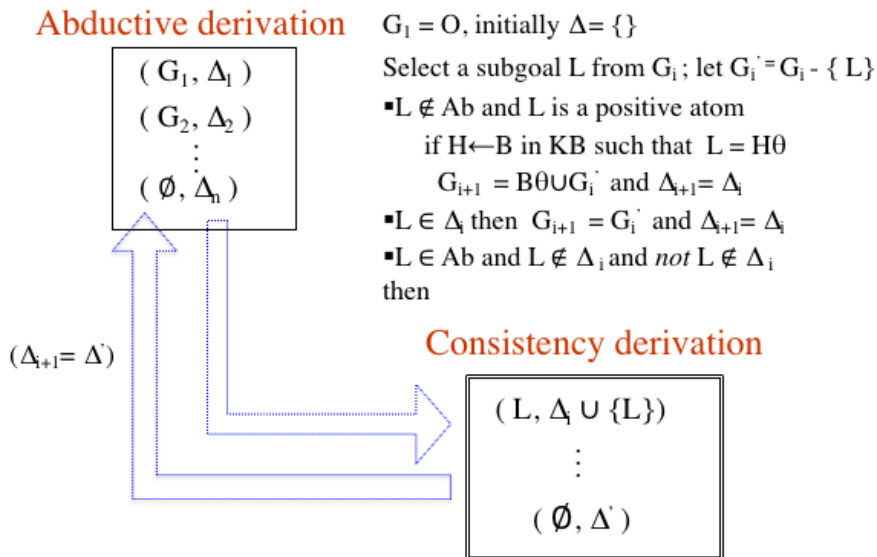 Abductive derivation
( G₁, Δ₁ )
( G₂, Δ₂ )
⋮
( ∅, Δₙ )
G₁ = O, initially Δ= {}
Select a subgoal L from Gᵢ ; let Gᵢ' = Gᵢ - { L}
▪L ∉ Ab and L is a positive atom
if H←B in KB such that L = Hθ
Gᵢ₊₁ = Bθ∪Gᵢ' and Δᵢ₊₁= Δᵢ
▪L ∈ Δᵢ then Gᵢ₊₁ = Gᵢ' and Δᵢ₊₁= Δᵢ
▪L ∈ Ab and L ∉ Δᵢ and not L ∉ Δᵢ
then
(Δᵢ₊₁= Δ')
Consistency derivation
( L, Δᵢ ∪ {L})
⋮
( ∅, Δ' )